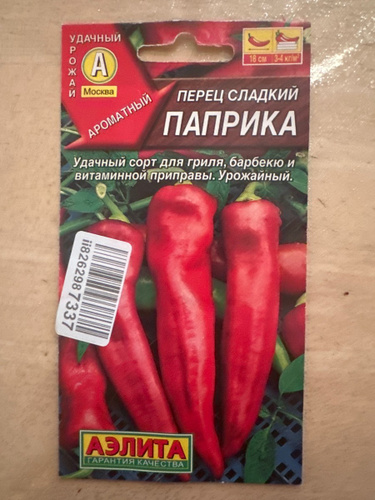 УДАЧНЫЙ
УРОЖАЙ
А
Москва
АРОМАТНЫЙ
18 см
3-4 кг/м²
ПЕРЕЦ СЛАДКИЙ
ПАПРИКА
Удачный сорт для гриля, барбекю и
витаминной приправы. Урожайный.
ii8262987337
АЭЛИТА
ГАРАНТИЯ КАЧЕСТВА